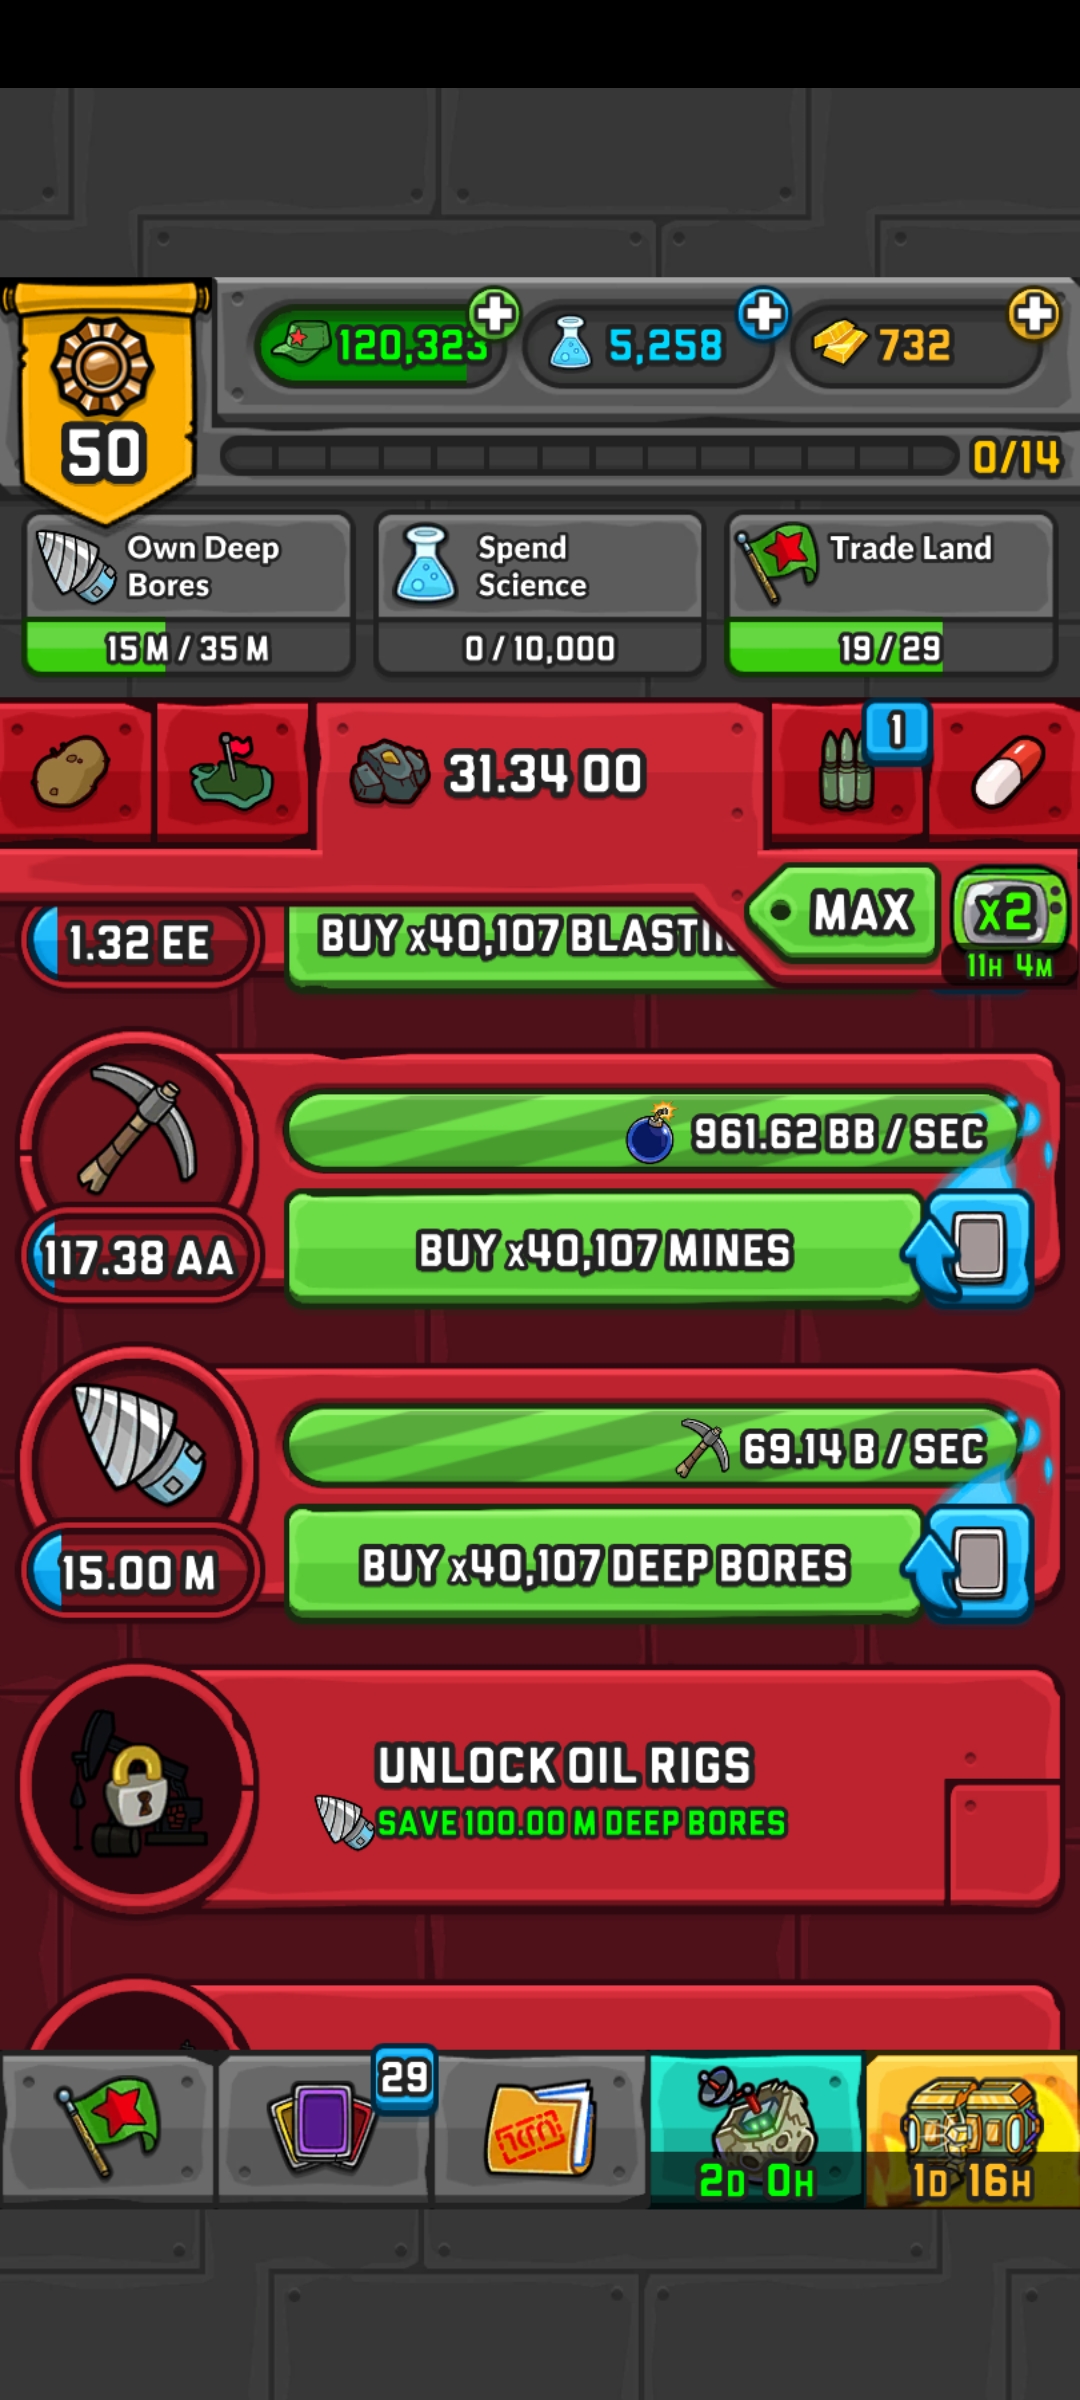 120,323
5,258
732
50
0/14
Own Deep
Bores
15 M / 35 M
Spend
Science
0 / 10,000
Trade Land
19 / 29
31.34 OO
1
MAX
x2
11H 4M
1.32 EE
BUY x40,107
961.62 BB / SEC
117.38 AA
BUY x40,107 MINES
69.14 B / SEC
15.00 M
BUY x40,107 DEEP BORES
UNLOCK OIL RIGS
SAVE 100.00 M DEEP BORES
29
2D 0H
1D 16H